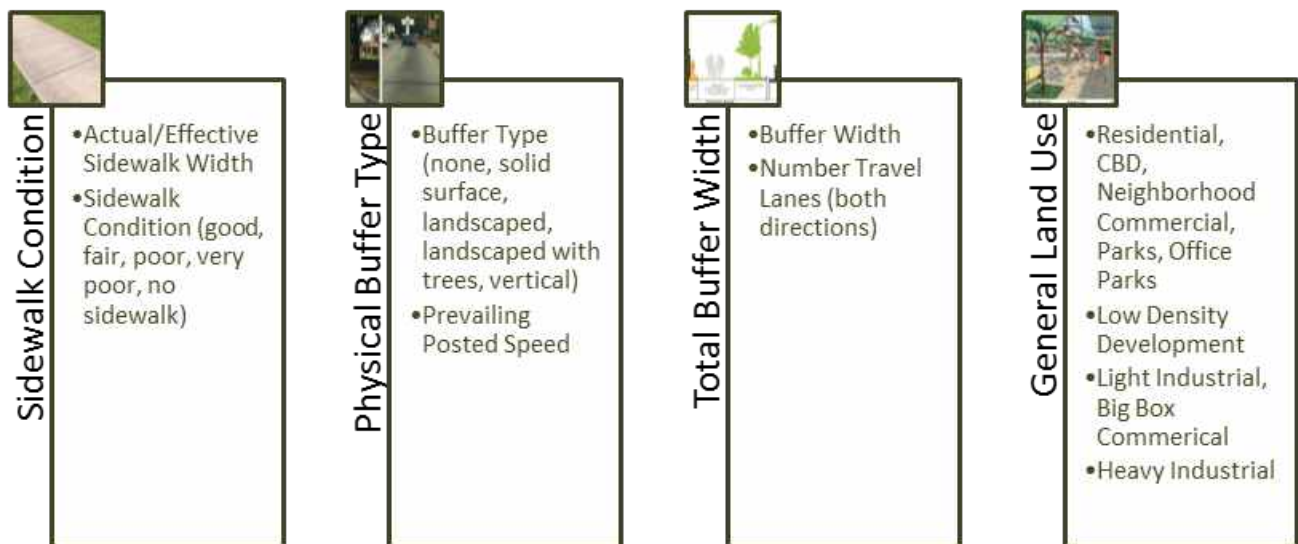 Sidewalk Condition
•Actual/Effective
Sidewalk Width
•Sidewalk
Condition (good,
fair, poor, very
poor, no
sidewalk)
Physical Buffer Type
•Buffer Type
(none, solid
surface,
landscaped,
landscaped with
trees, vertical)
•Prevailing
Posted Speed
Total Buffer Width
•Buffer Width
•Number Travel
Lanes (both
directions)
General Land Use
•Residential,
CBD,
Neighborhood
Commercial,
Parks, Office
Parks
•Low Density
Development
•Light Industrial,
Big Box
Commerical
•Heavy Industrial